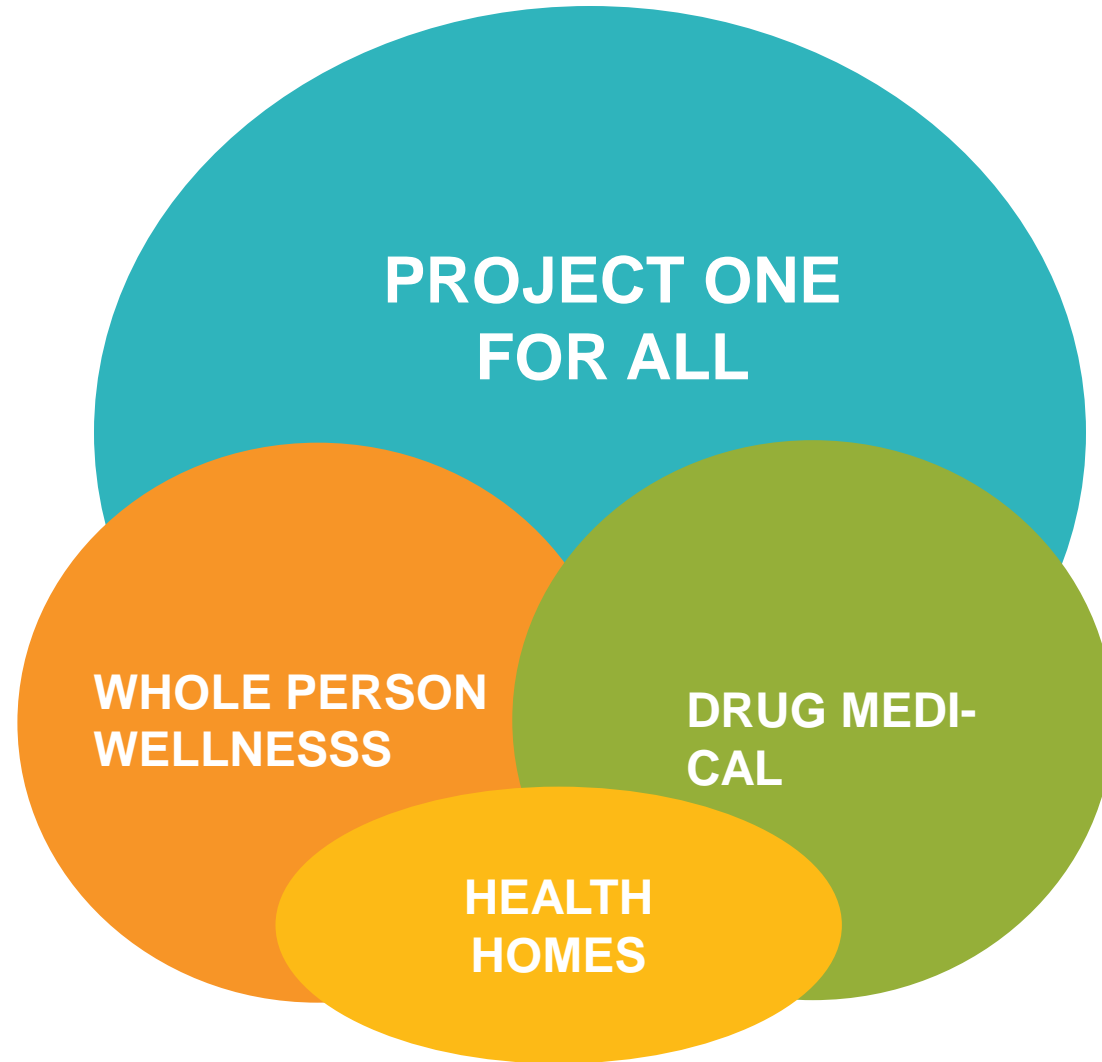 PROJECT ONE
FOR ALL
WHOLE PERSON
WELLNESSS
DRUG MEDI-
CAL
HEALTH
HOMES